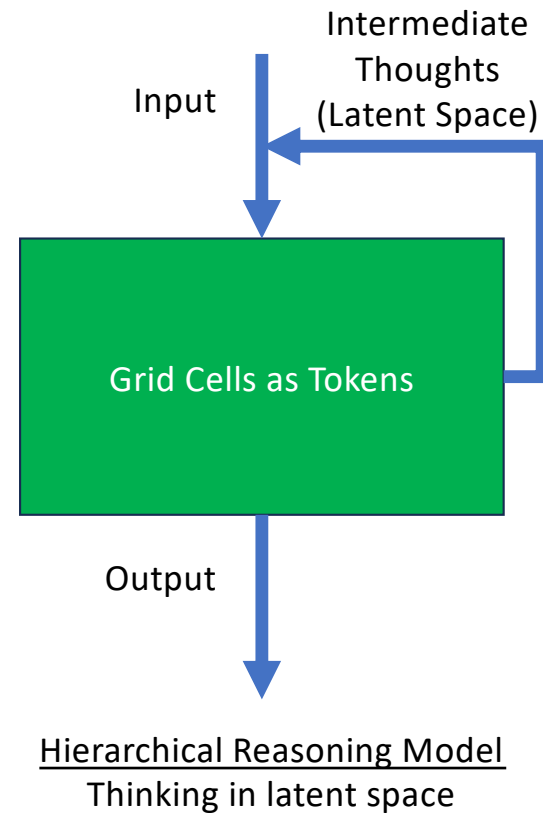 Intermediate
Thoughts
(Latent Space)
Input
Grid Cells as Tokens
Output
Hierarchical Reasoning Model
Thinking in latent space